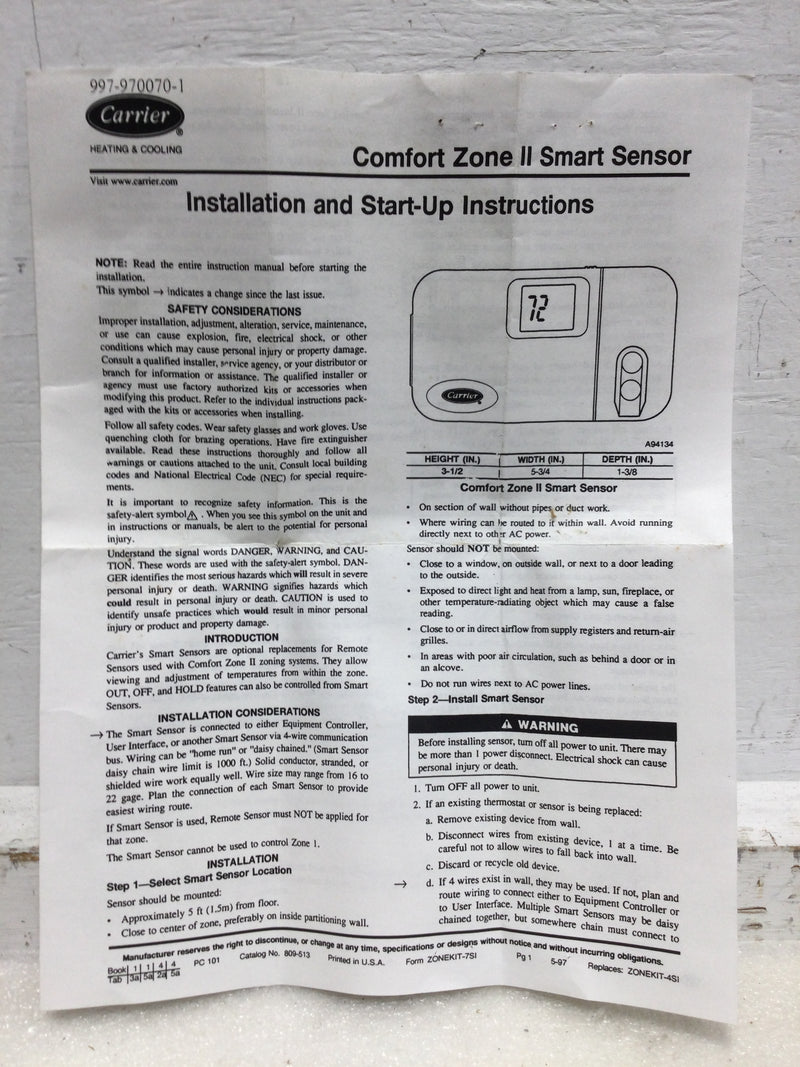 997-970070-1
Carrier
®
HEATING & COOLING
Comfort Zone II Smart Sensor
Visit www.carrier.com
Installation and Start-Up Instructions
NOTE: Read the entire instruction manual before starting the
installation.
This symbol → indicates a change since the last issue.
SAFETY CONSIDERATIONS
Improper installation, adjustment, alteration, service, maintenance,
or use can cause explosion, fire, electrical shock, or other
conditions which may cause personal injury or property damage.
Consult a qualified installer, service agency, or your distributor or
branch for information or assistance. The qualified installer or
agency must use factory authorized kits or accessories when
modifying this product. Refer to the individual instructions pack-
aged with the kits or accessories when installing.
Follow all safety codes. Wear safety glasses and work gloves. Use
quenching cloth for brazing operations. Have fire extinguisher
available. Read these instructions thoroughly and follow all
warnings or cautions attached to the unit. Consult local building
codes and National Electrical Code (NEC) for special require-
ments.
It is important to recognize safety information. This is the
safety-alert symbol ⚠ . When you see this symbol on the unit and
in instructions or manuals, be alert to the potential for personal
injury.
Understand the signal words DANGER, WARNING, and CAU-
TION. These words are used with the safety-alert symbol. DAN-
GER identifies the most serious hazards which will result in severe
personal injury or death. WARNING signifies hazards which
could result in personal injury or death. CAUTION is used to
identify unsafe practices which would result in minor personal
injury or product and property damage.
INTRODUCTION
Carrier's Smart Sensors are optional replacements for Remote
Sensors used with Comfort Zone II zoning systems. They allow
viewing and adjustment of temperatures from within the zone.
OUT, OFF, and HOLD features can also be controlled from Smart
Sensors.
INSTALLATION CONSIDERATIONS
→ The Smart Sensor is connected to either Equipment Controller,
User Interface, or another Smart Sensor via 4-wire communication
bus. Wiring can be "home run" or "daisy chained." (Smart Sensor
daisy chain wire limit is 1000 ft.) Solid conductor, stranded, or
shielded wire work equally well. Wire size may range from 16 to
22 gage. Plan the connection of each Smart Sensor to provide
easiest wiring route.
If Smart Sensor is used, Remote Sensor must NOT be applied for
that zone.
The Smart Sensor cannot be used to control Zone 1.
INSTALLATION
Step 1—Select Smart Sensor Location
Sensor should be mounted:
• Approximately 5 ft (1.5m) from floor.
• Close to center of zone, preferably on inside partitioning wall.
72
Carrier
A94134
HEIGHT (IN.) WIDTH (IN.) DEPTH (IN.)
3-1/2 5-3/4 1-3/8
Comfort Zone II Smart Sensor
• On section of wall without pipes or duct work.
• Where wiring can be routed to it within wall. Avoid running
directly next to other AC power.
Sensor should NOT be mounted:
• Close to a window, on outside wall, or next to a door leading
to the outside.
• Exposed to direct light and heat from a lamp, sun, fireplace, or
other temperature-radiating object which may cause a false
reading.
• Close to or in direct airflow from supply registers and return-air
grilles.
• In areas with poor air circulation, such as behind a door or in
an alcove.
• Do not run wires next to AC power lines.
Step 2—Install Smart Sensor
⚠ WARNING
Before installing sensor, turn off all power to unit. There may
be more than 1 power disconnect. Electrical shock can cause
personal injury or death.
1. Turn OFF all power to unit.
2. If an existing thermostat or sensor is being replaced:
a. Remove existing device from wall.
b. Disconnect wires from existing device, 1 at a time. Be
careful not to allow wires to fall back into wall.
c. Discard or recycle old device.
→ d. If 4 wires exist in wall, they may be used. If not, plan and
route wiring to connect either to Equipment Controller or
to User Interface. Multiple Smart Sensors may be daisy
chained together, but somewhere chain must connect to
Manufacturer reserves the right to discontinue, or change at any time, specifications or designs without notice and without incurring obligations.
Book 1 1 4 4
Tab 3a 5a 2a 5a
PC 101 Catalog No. 809-513 Printed in U.S.A. Form ZONEKIT-7SI Pg 1 5-97 Replaces: ZONEKIT-4SI